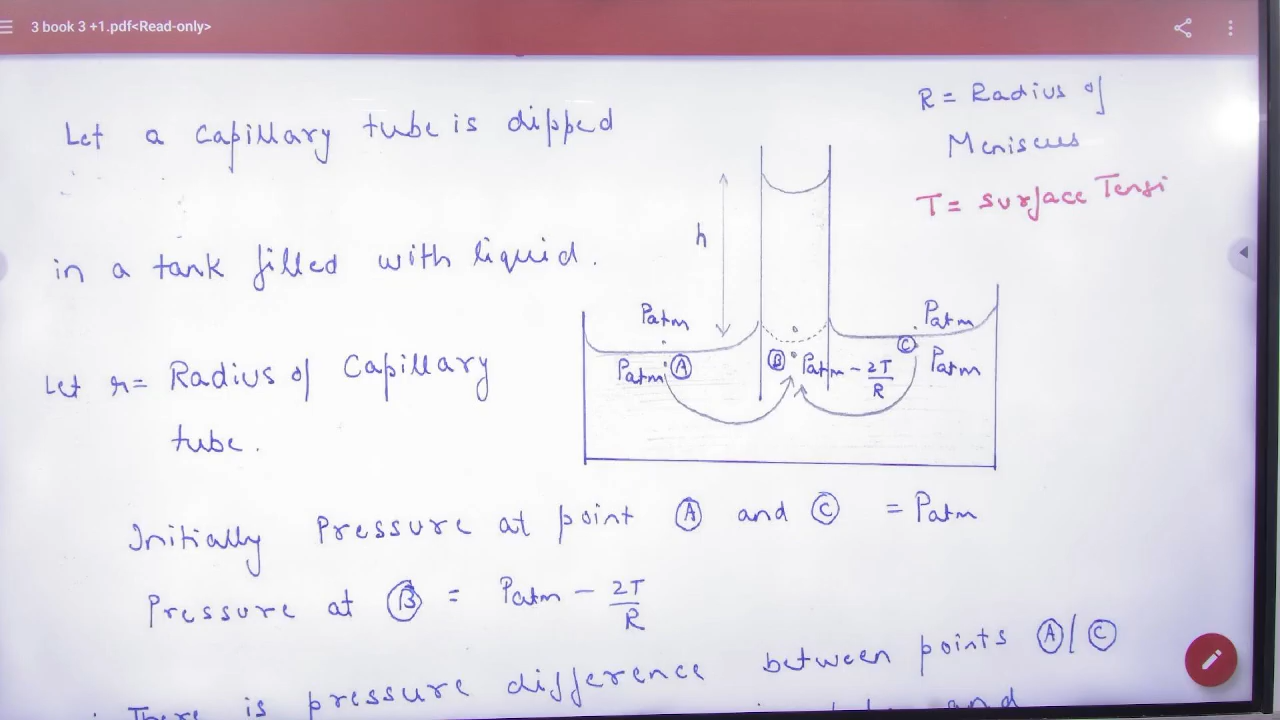 3 book 3 +1.pdf<Read-only>
R = Radius of
Meniscus
T = Surface Tensi
Let a capillary tube is dipped
in a tank filled with liquid.
h
Patm
Patm
Patm A
B Patm - 2T/R
C
Patm
Let r = Radius of Capillary
tube.
Initially Pressure at point A and C = Patm
Pressure at B = Patm - 2T/R
There is pressure difference between points A/C
and